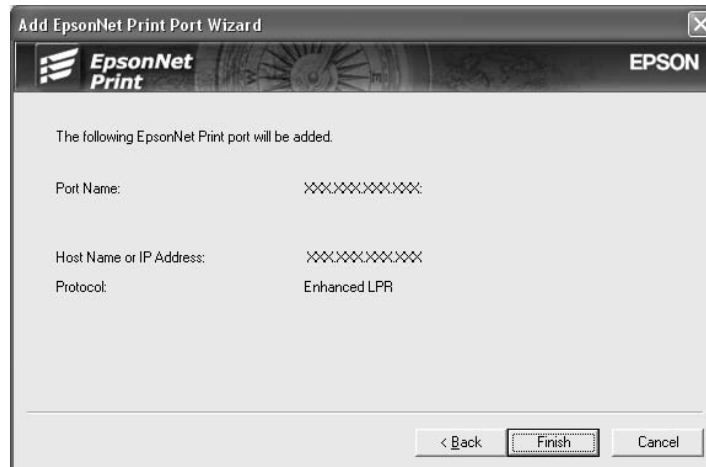 Add EpsonNet Print Port Wizard
EpsonNet
Print
EPSON
The following EpsonNet Print port will be added.
Port Name: XXX.XXX.XXX.XXX:
Host Name or IP Address: XXX.XXX.XXX.XXX
Protocol: Enhanced LPR
< Back Finish Cancel